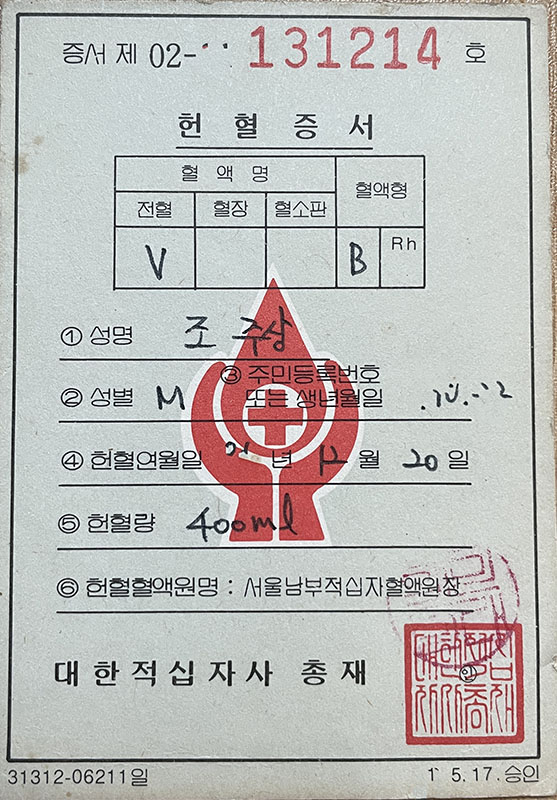 증서 제 02- 131214 호
헌 혈 증 서
혈 액 명
혈액형
전혈 혈장 혈소판
V B Rh
① 성명 조 주상
③ 주민등록번호
② 성별 M 또는 생년월일
④ 헌혈연월일 년 12 월 20 일
⑤ 헌혈량 400ml
⑥ 헌혈혈액원명 : 서울남부적십자혈액원장
대한적십자사 총재
31312-06211일 5.17. 승인